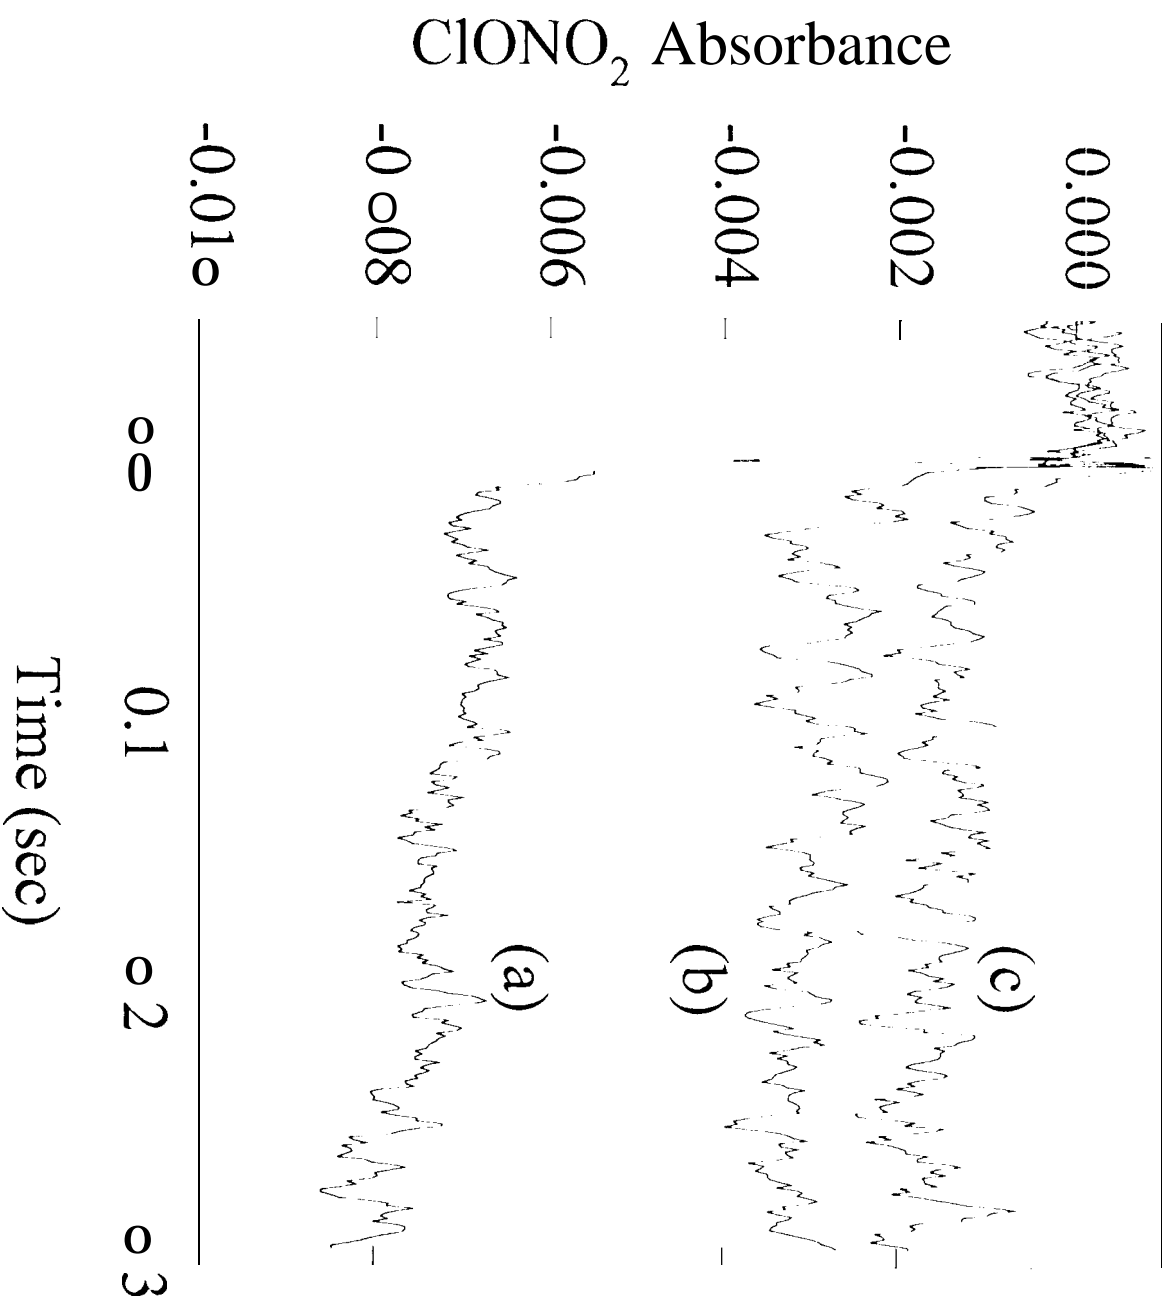 ClONO2 Absorbance
0.000
-0.002
-0.004
-0.006
-0 o08
-0.01o
o 0
0.1
o 2
o 3
(c)
(b)
(a)
Time (sec)